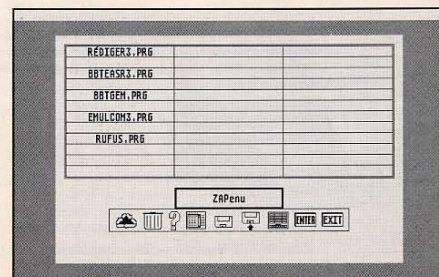 RÉDIGER3.PRG
BBTEASR3.PRG
BBTGEM.PRG
EMULCOM3.PRG
RUFUS.PRG
ZAPenu
?
ENTER EXIT